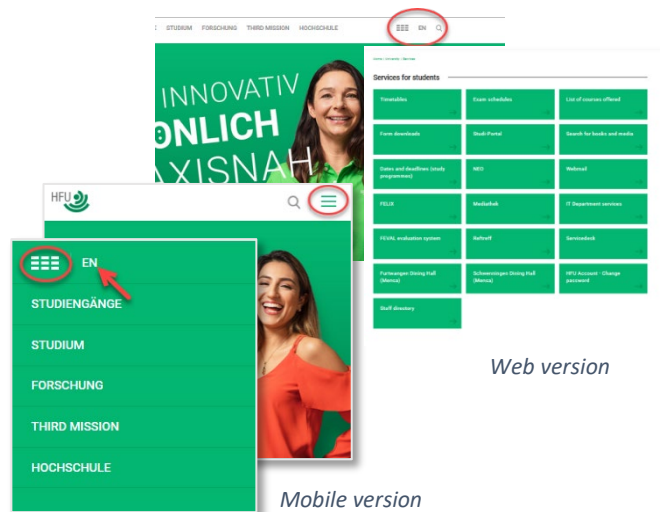 STUDIUM FORSCHUNG THIRD MISSION HOCHSCHULE EN
INNOVATIV
ÖNLICH
AXISNAH
Services for students
Timetables
Exam schedules
List of courses offered
Form downloads
Studi-Portal
Search for books and media
Dates and deadlines (study
programmes)
NEO
Webmail
FELIX
Mediathek
IT Department services
FEVAL evaluation system
Reftreff
Servicedesk
Furtwangen Dining Hall
(Mensa)
Schwenningen Dining Hall
(Mensa)
HFU Account - Change
password
Staff directory
Web version
HFU
EN
STUDIENGÄNGE
STUDIUM
FORSCHUNG
THIRD MISSION
HOCHSCHULE
Mobile version